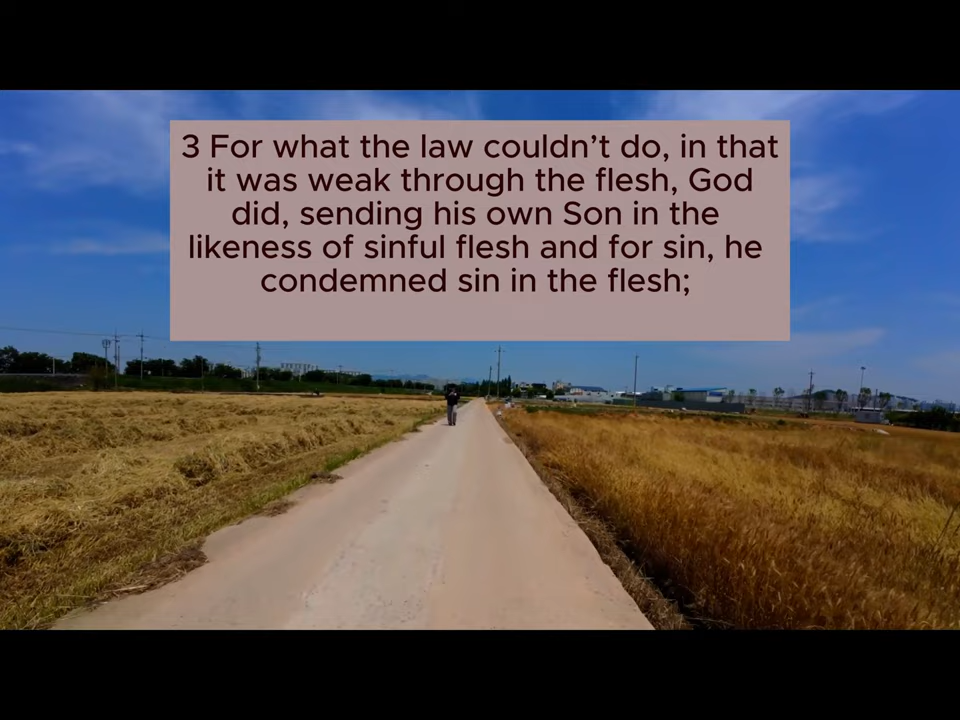 3 For what the law couldn’t do, in that
it was weak through the flesh, God
did, sending his own Son in the
likeness of sinful flesh and for sin, he
condemned sin in the flesh;